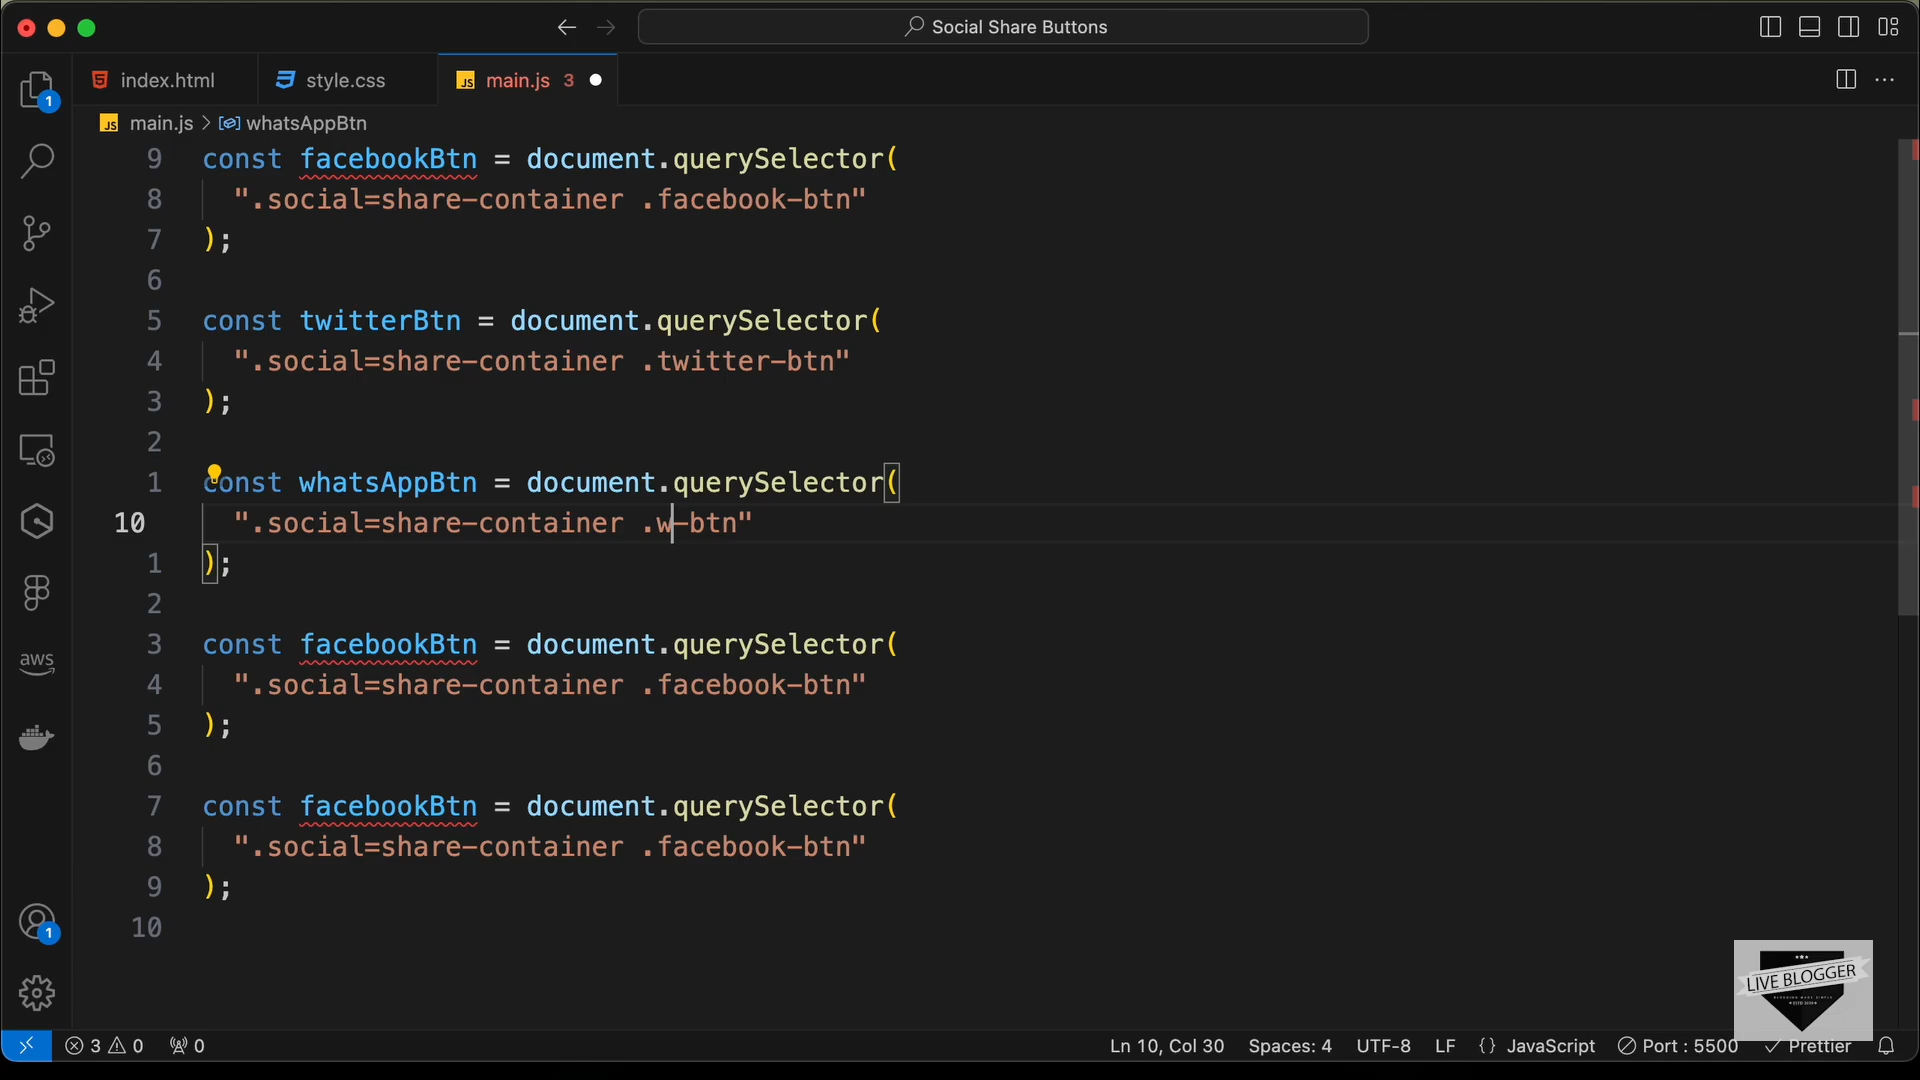 Social Share Buttons
index.html style.css JS main.js 3
1
JS main.js > whatsAppBtn
9 const facebookBtn = document.querySelector(
8 ".social=share-container .facebook-btn"
7 );
6
5 const twitterBtn = document.querySelector(
4 ".social=share-container .twitter-btn"
3 );
2
1 const whatsAppBtn = document.querySelector(
10 ".social=share-container .w-btn"
1 );
2
3 const facebookBtn = document.querySelector(
4 ".social=share-container .facebook-btn"
5 );
6
7 const facebookBtn = document.querySelector(
8 ".social=share-container .facebook-btn"
9 );
10
aws
1
LIVE BLOGGER
3 0 0 Ln 10, Col 30 Spaces: 4 UTF-8 LF {} JavaScript Port : 5500 Prettier